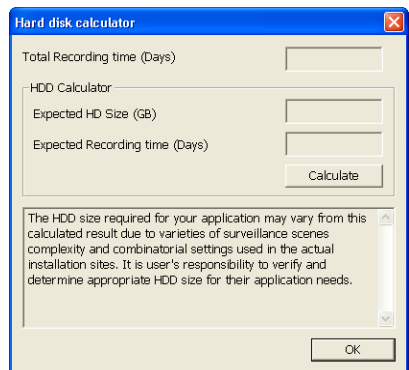 Hard disk calculator
Total Recording time (Days)
HDD Calculator
Expected HD Size (GB)
Expected Recording time (Days)
Calculate
The HDD size required for your application may vary from this
calculated result due to varieties of surveillance scenes
complexity and combinatorial settings used in the actual
installation sites. It is user's responsibility to verify and
determine appropriate HDD size for their application needs.
OK